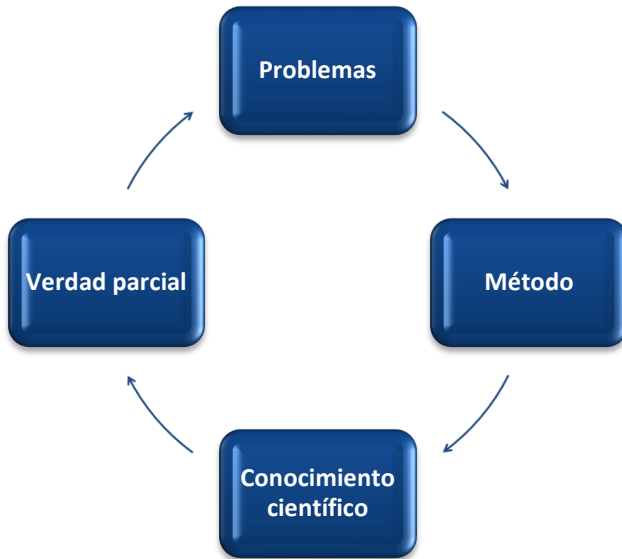 Problemas
Método
Conocimiento
científico
Verdad parcial